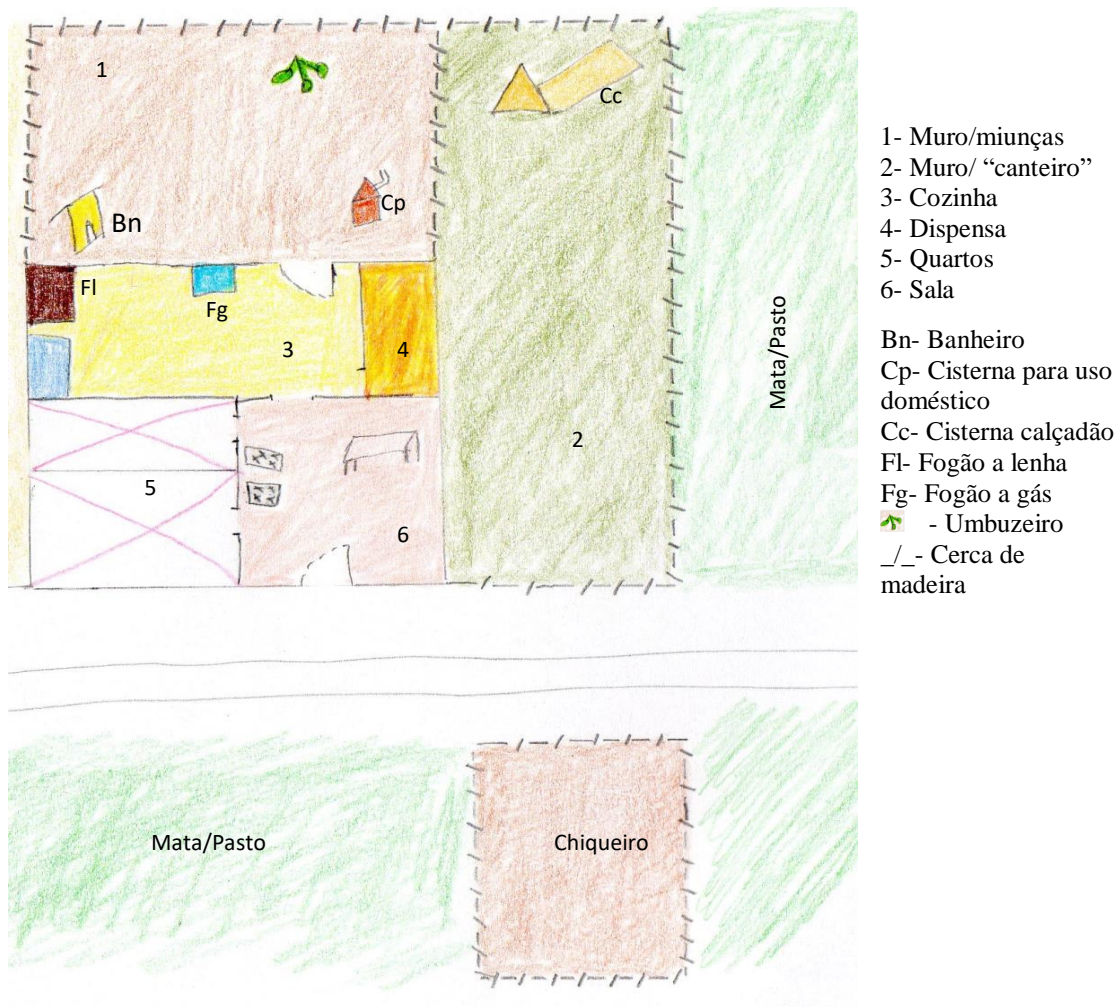 1
Cc
Cp
Bn
Fl
Fg
3
4
2
5
6
Mata/Pasto
Mata/Pasto
Chiqueiro
1- Muro/miunças
2- Muro/ “canteiro”
3- Cozinha
4- Dispensa
5- Quartos
6- Sala
Bn- Banheiro
Cp- Cisterna para uso
doméstico
Cc- Cisterna calçadão
Fl- Fogão a lenha
Fg- Fogão a gás
- Umbuzeiro
_/_- Cerca de
madeira